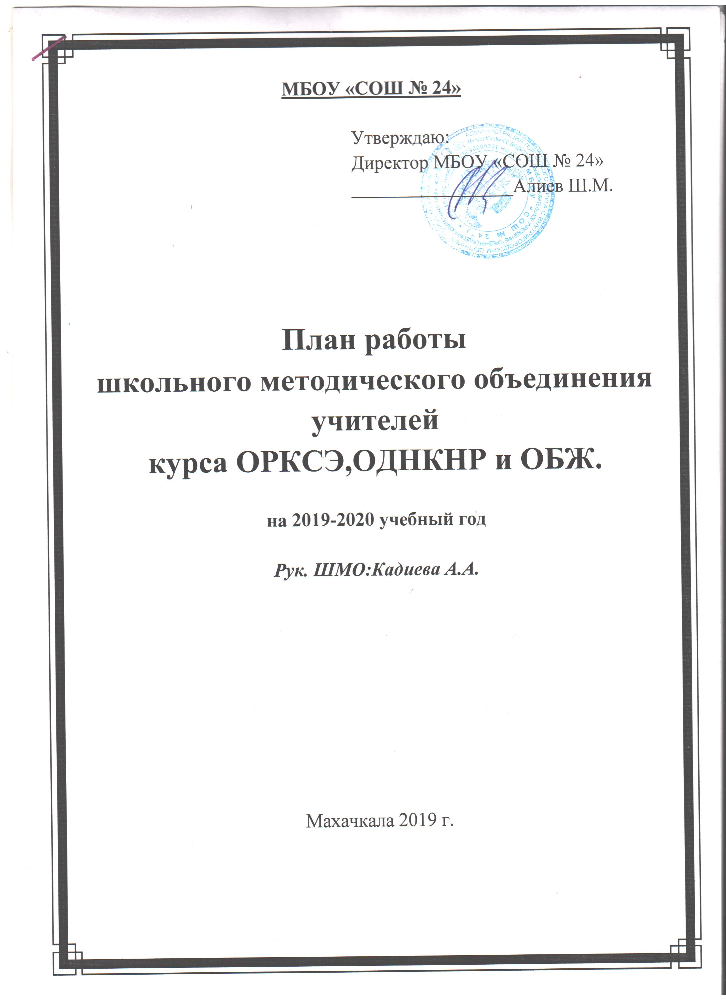 МБОУ «СОШ № 24»
Утверждаю:
Директор МБОУ «СОШ № 24»
Алиев Ш.М.
План работы
школьного методического объединения
учителей
курса ОРКСЭ,ОДНКНР и ОБЖ.
на 2019-2020 учебный год
Рук. ШМО:Кадиева А.А.
Махачкала 2019 г.